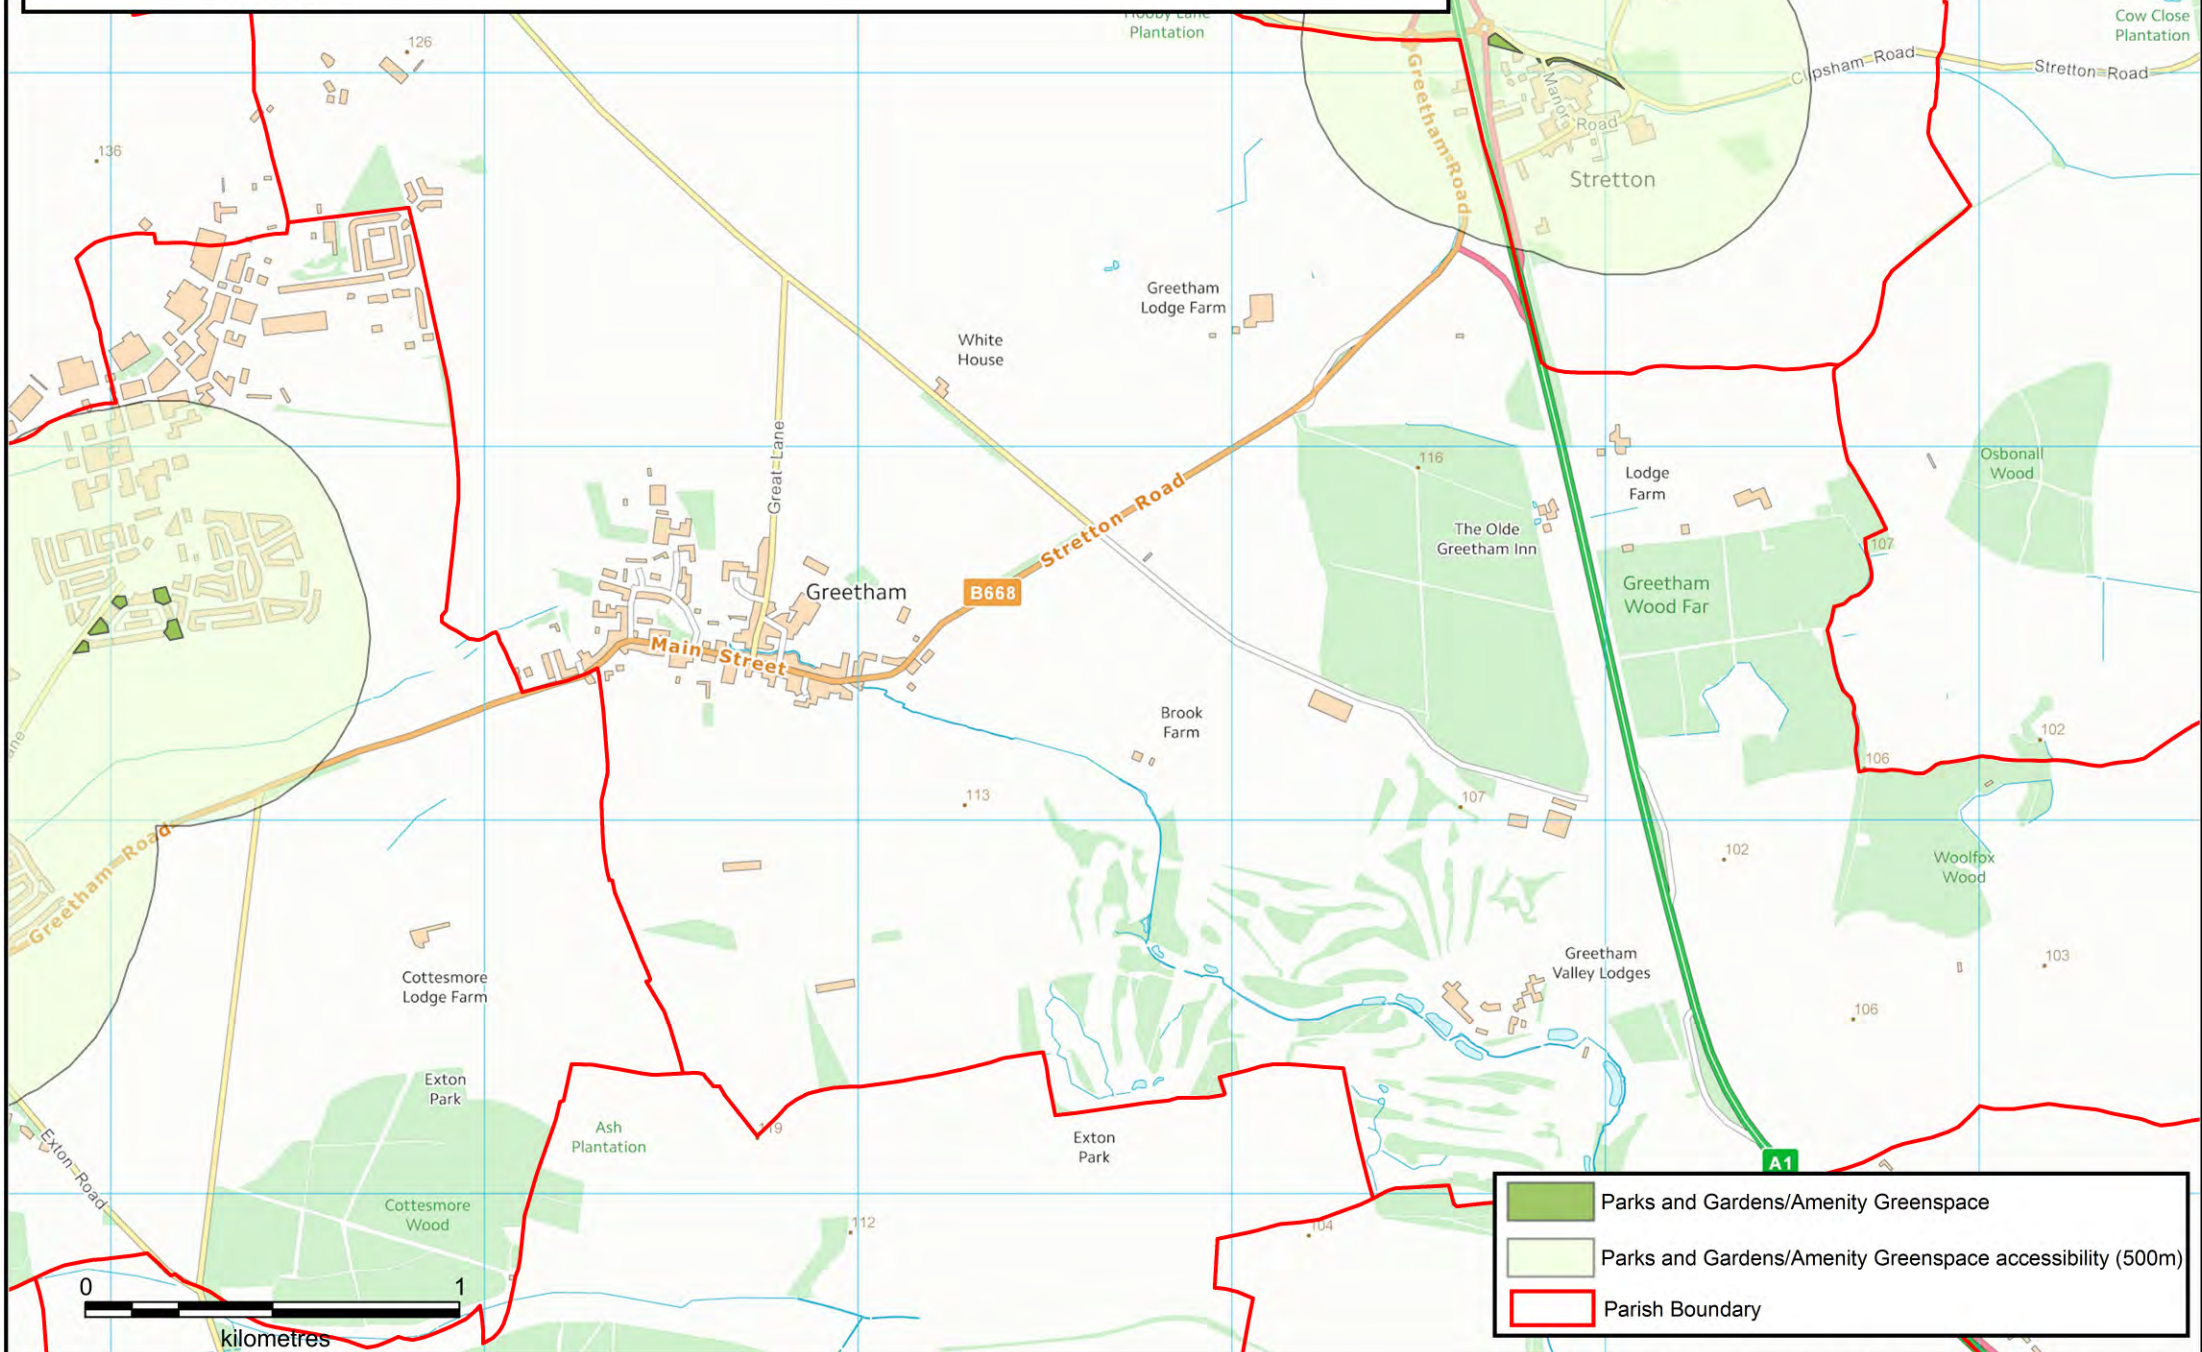 Hooby Lane
Plantation
Cow Close
Plantation
126
Clipsham Road
Stretton Road
Greetham Road
Manor
Road
136
Stretton
Greetham
Lodge Farm
White
House
Great Lane
116
Lodge
Farm
Osbonall
Wood
The Olde
Greetham Inn
107
Stretton Road
Greetham
Wood Far
Greetham
B668
Main Street
Brook
Farm
102
106
113
107
102
Woolfox
Wood
Greetham Road
Greetham
Valley Lodges
103
Cottesmore
Lodge Farm
106
Exton
Park
Ash
Plantation
119
Exton
Park
Exton Road
A1
Cottesmore
Wood
112
104
Parks and Gardens/Amenity Greenspace
Parks and Gardens/Amenity Greenspace accessibility (500m)
Parish Boundary
0 1
kilometres